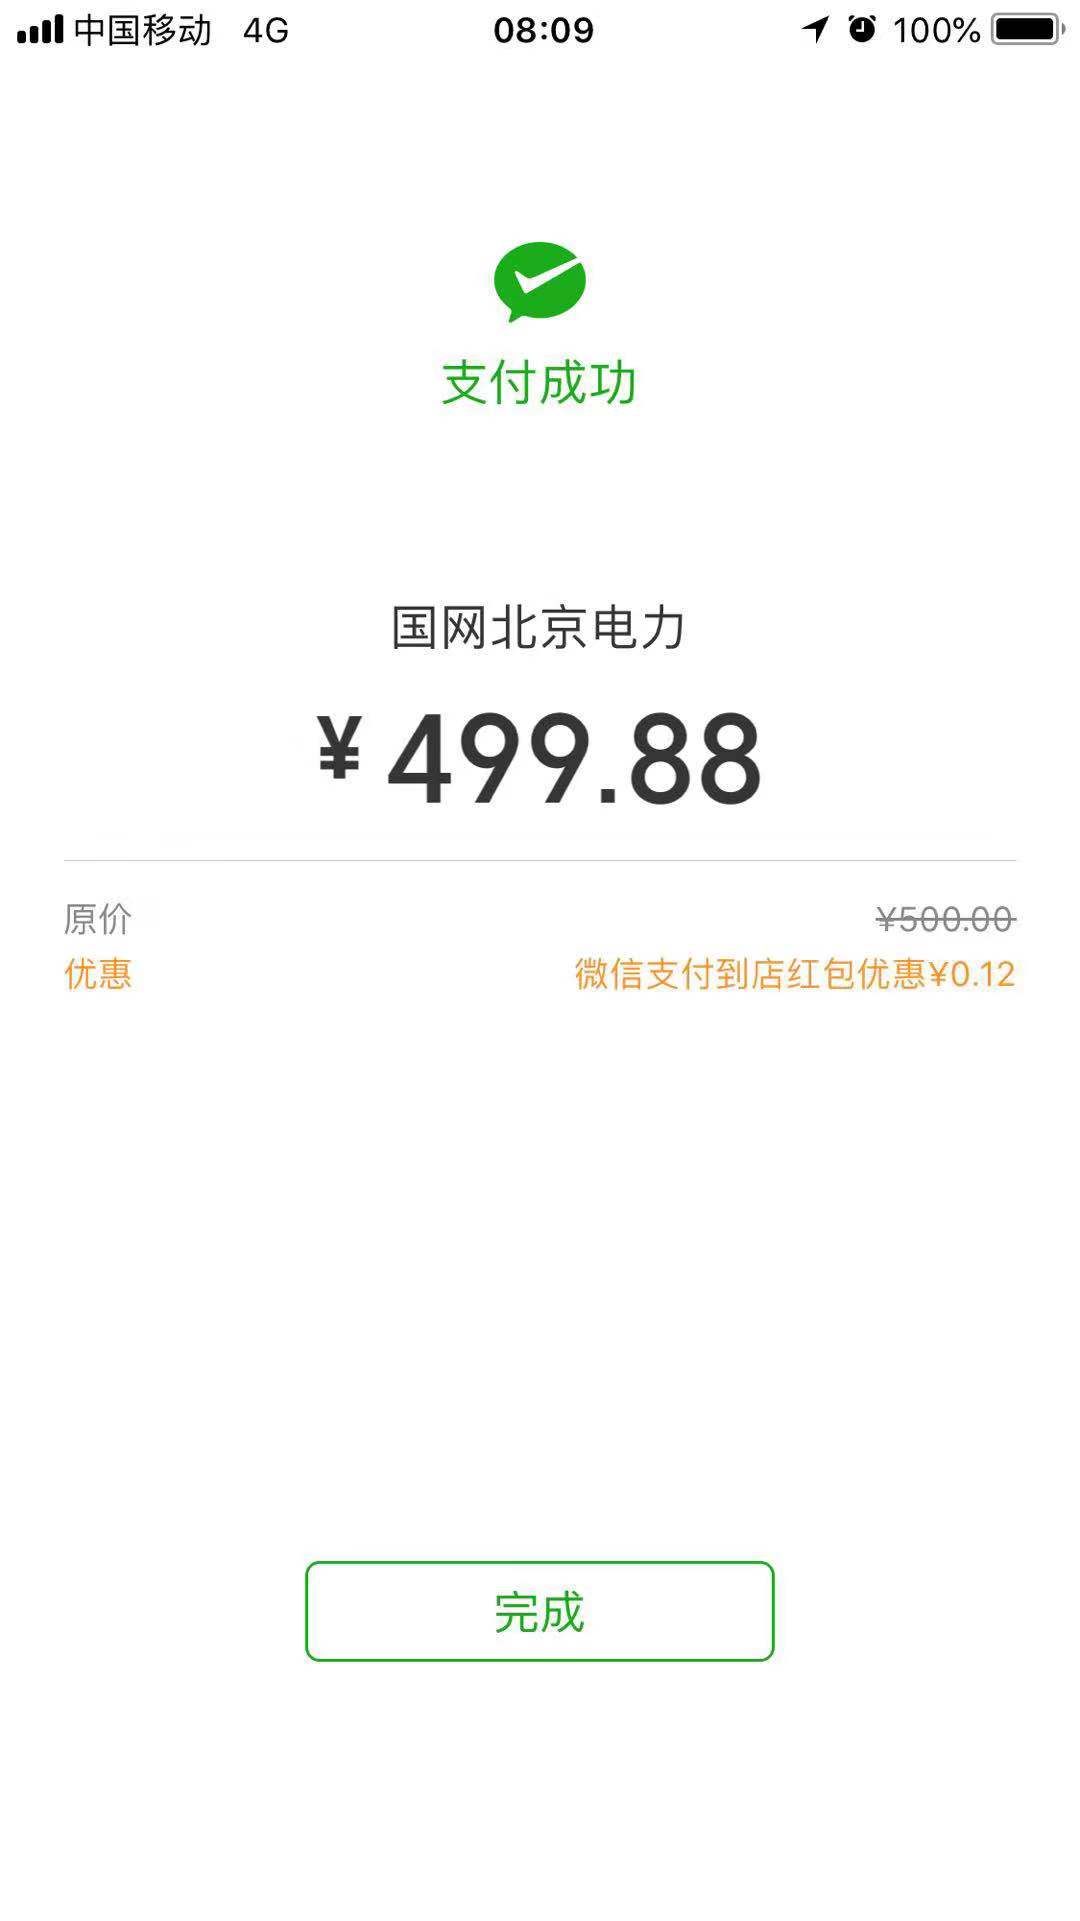 中国移动 4G 08:09 100%
支付成功
国网北京电力
¥499.88
原价 ¥500.00
优惠 微信支付到店红包优惠¥0.12
完成